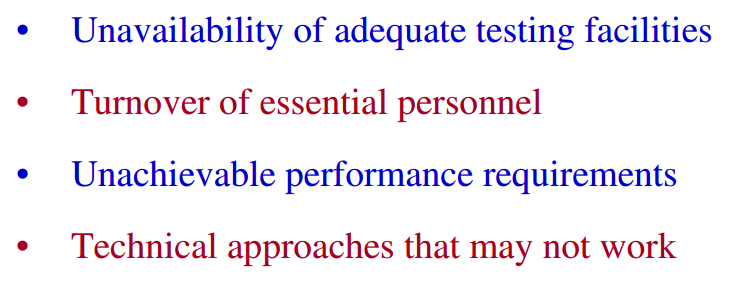 • Unavailability of adequate testing facilities
• Turnover of essential personnel
• Unachievable performance requirements
• Technical approaches that may not work